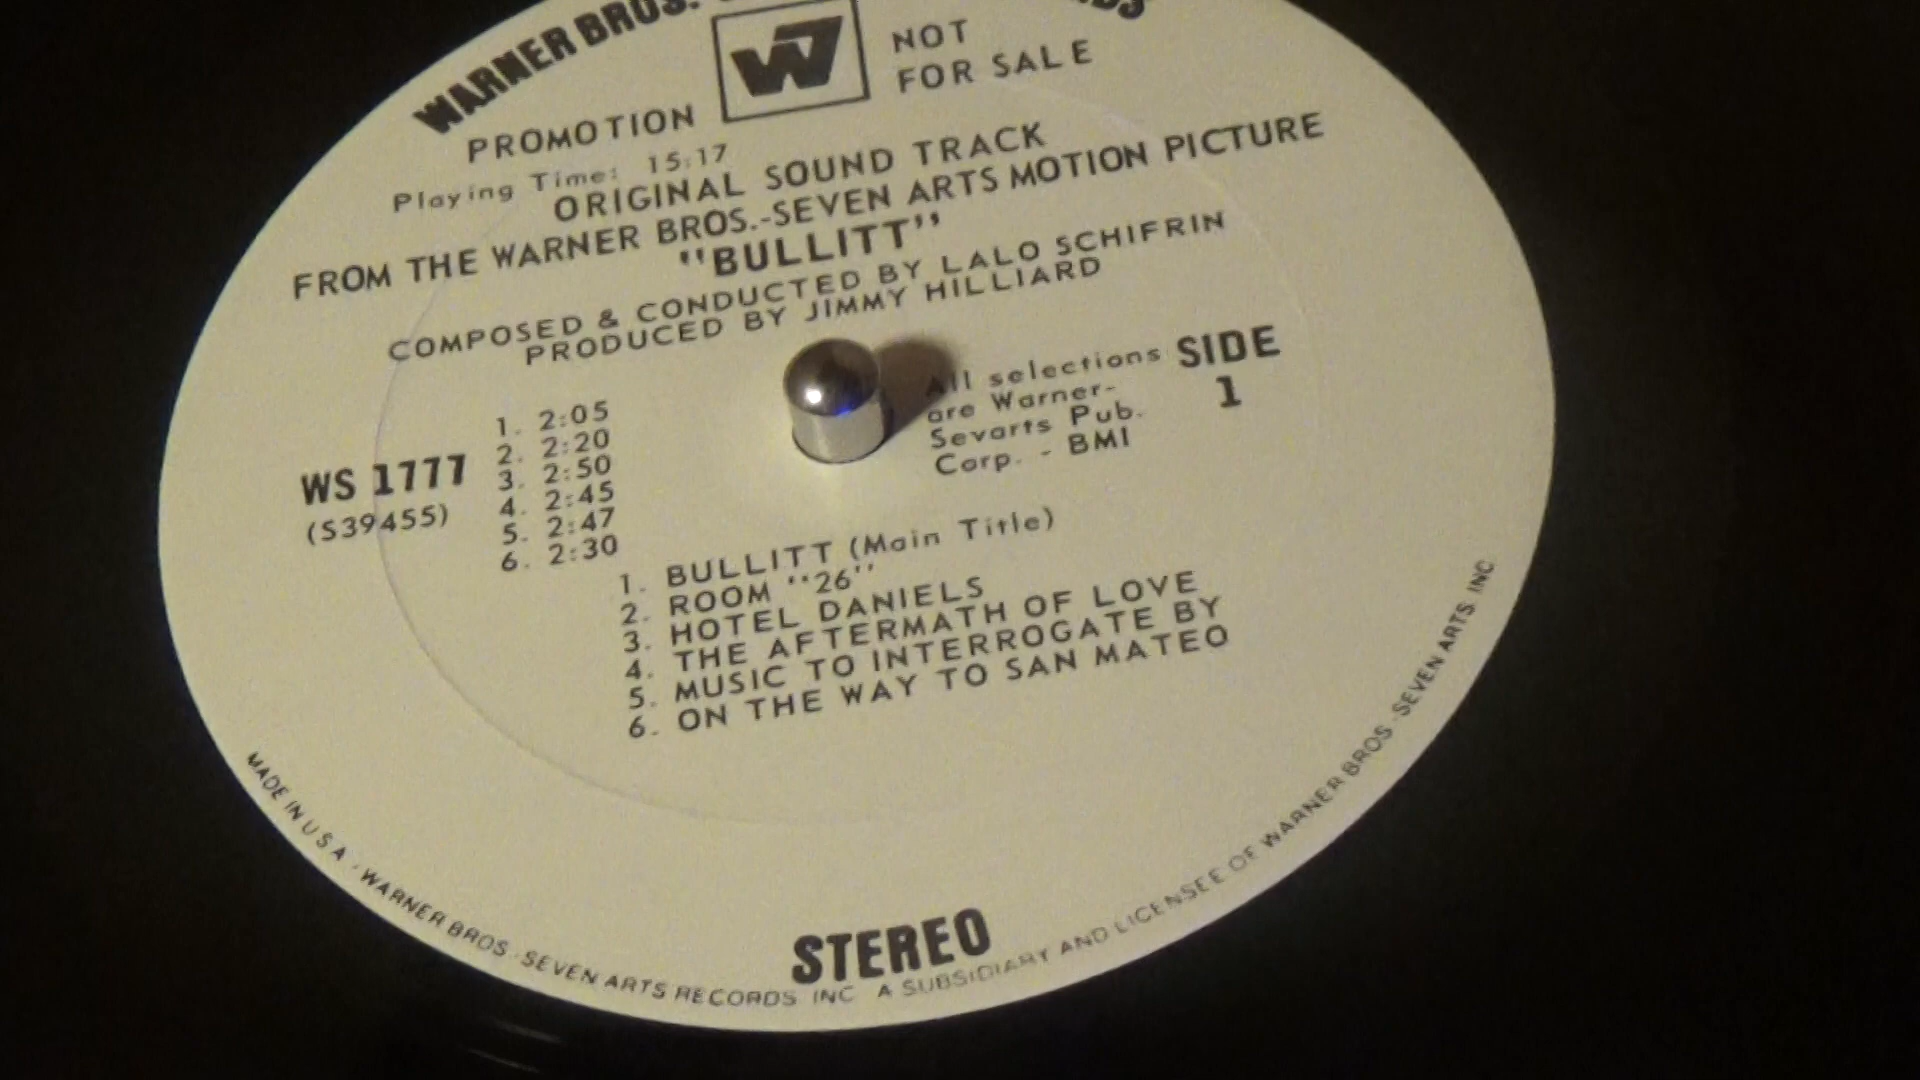 WARNER BROS.
W7
PROMOTION
NOT
FOR SALE
Playing Time: 15:17
ORIGINAL SOUND TRACK
FROM THE WARNER BROS.-SEVEN ARTS MOTION PICTURE
"BULLITT"
COMPOSED & CONDUCTED BY LALO SCHIFRIN
PRODUCED BY JIMMY HILLIARD
All selections
are Warner-
Sevarts Pub.
Corp. - BMI
SIDE
1
WS 1777
(S39455)
1. 2:05
2. 2:20
3. 2:50
4. 2:45
5. 2:47
6. 2:30
1. BULLITT (Main Title)
2. ROOM "26"
3. HOTEL DANIELS
4. THE AFTERMATH OF LOVE
5. MUSIC TO INTERROGATE BY
6. ON THE WAY TO SAN MATEO
STEREO
MADE IN U.S.A. · WARNER BROS.-SEVEN ARTS RECORDS INC A SUBSIDIARY AND LICENSEE OF WARNER BROS.-SEVEN ARTS. INC